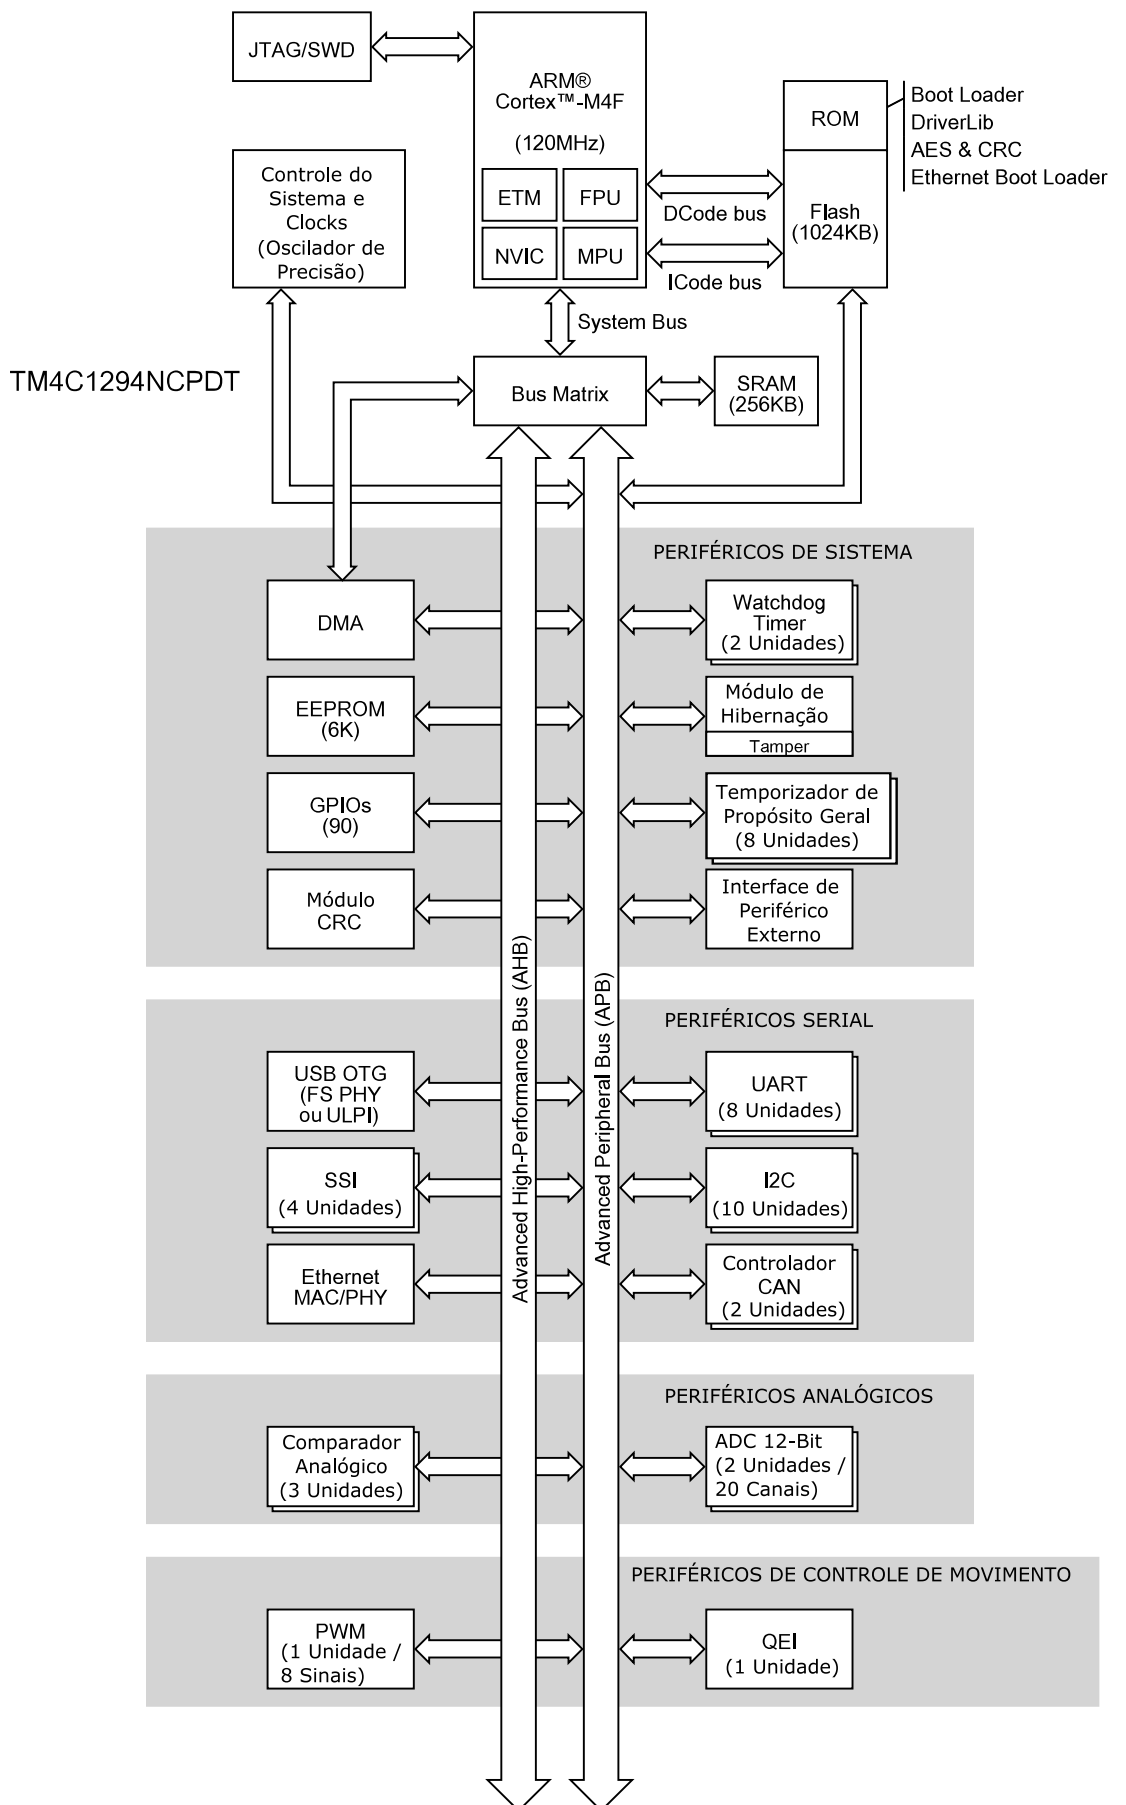 JTAG/SWD
ARM®
Cortex™-M4F
(120MHz)
ETM
FPU
NVIC
MPU
ROM
Boot Loader
DriverLib
AES & CRC
Ethernet Boot Loader
Flash
(1024KB)
DCode bus
ICode bus
Controle do
Sistema e
Clocks
(Oscilador de
Precisão)
System Bus
TM4C1294NCPDT
Bus Matrix
SRAM
(256KB)
PERIFÉRICOS DE SISTEMA
DMA
Watchdog
Timer
(2 Unidades)
EEPROM
(6K)
Módulo de
Hibernação
Tamper
GPIOs
(90)
Temporizador de
Propósito Geral
(8 Unidades)
Módulo
CRC
Interface de
Periférico
Externo
Advanced High-Performance Bus (AHB)
Advanced Peripheral Bus (APB)
PERIFÉRICOS SERIAL
USB OTG
(FS PHY
ou ULPI)
UART
(8 Unidades)
SSI
(4 Unidades)
I2C
(10 Unidades)
Ethernet
MAC/PHY
Controlador
CAN
(2 Unidades)
PERIFÉRICOS ANALÓGICOS
Comparador
Analógico
(3 Unidades)
ADC 12-Bit
(2 Unidades /
20 Canais)
PERIFÉRICOS DE CONTROLE DE MOVIMENTO
PWM
(1 Unidade /
8 Sinais)
QEI
(1 Unidade)